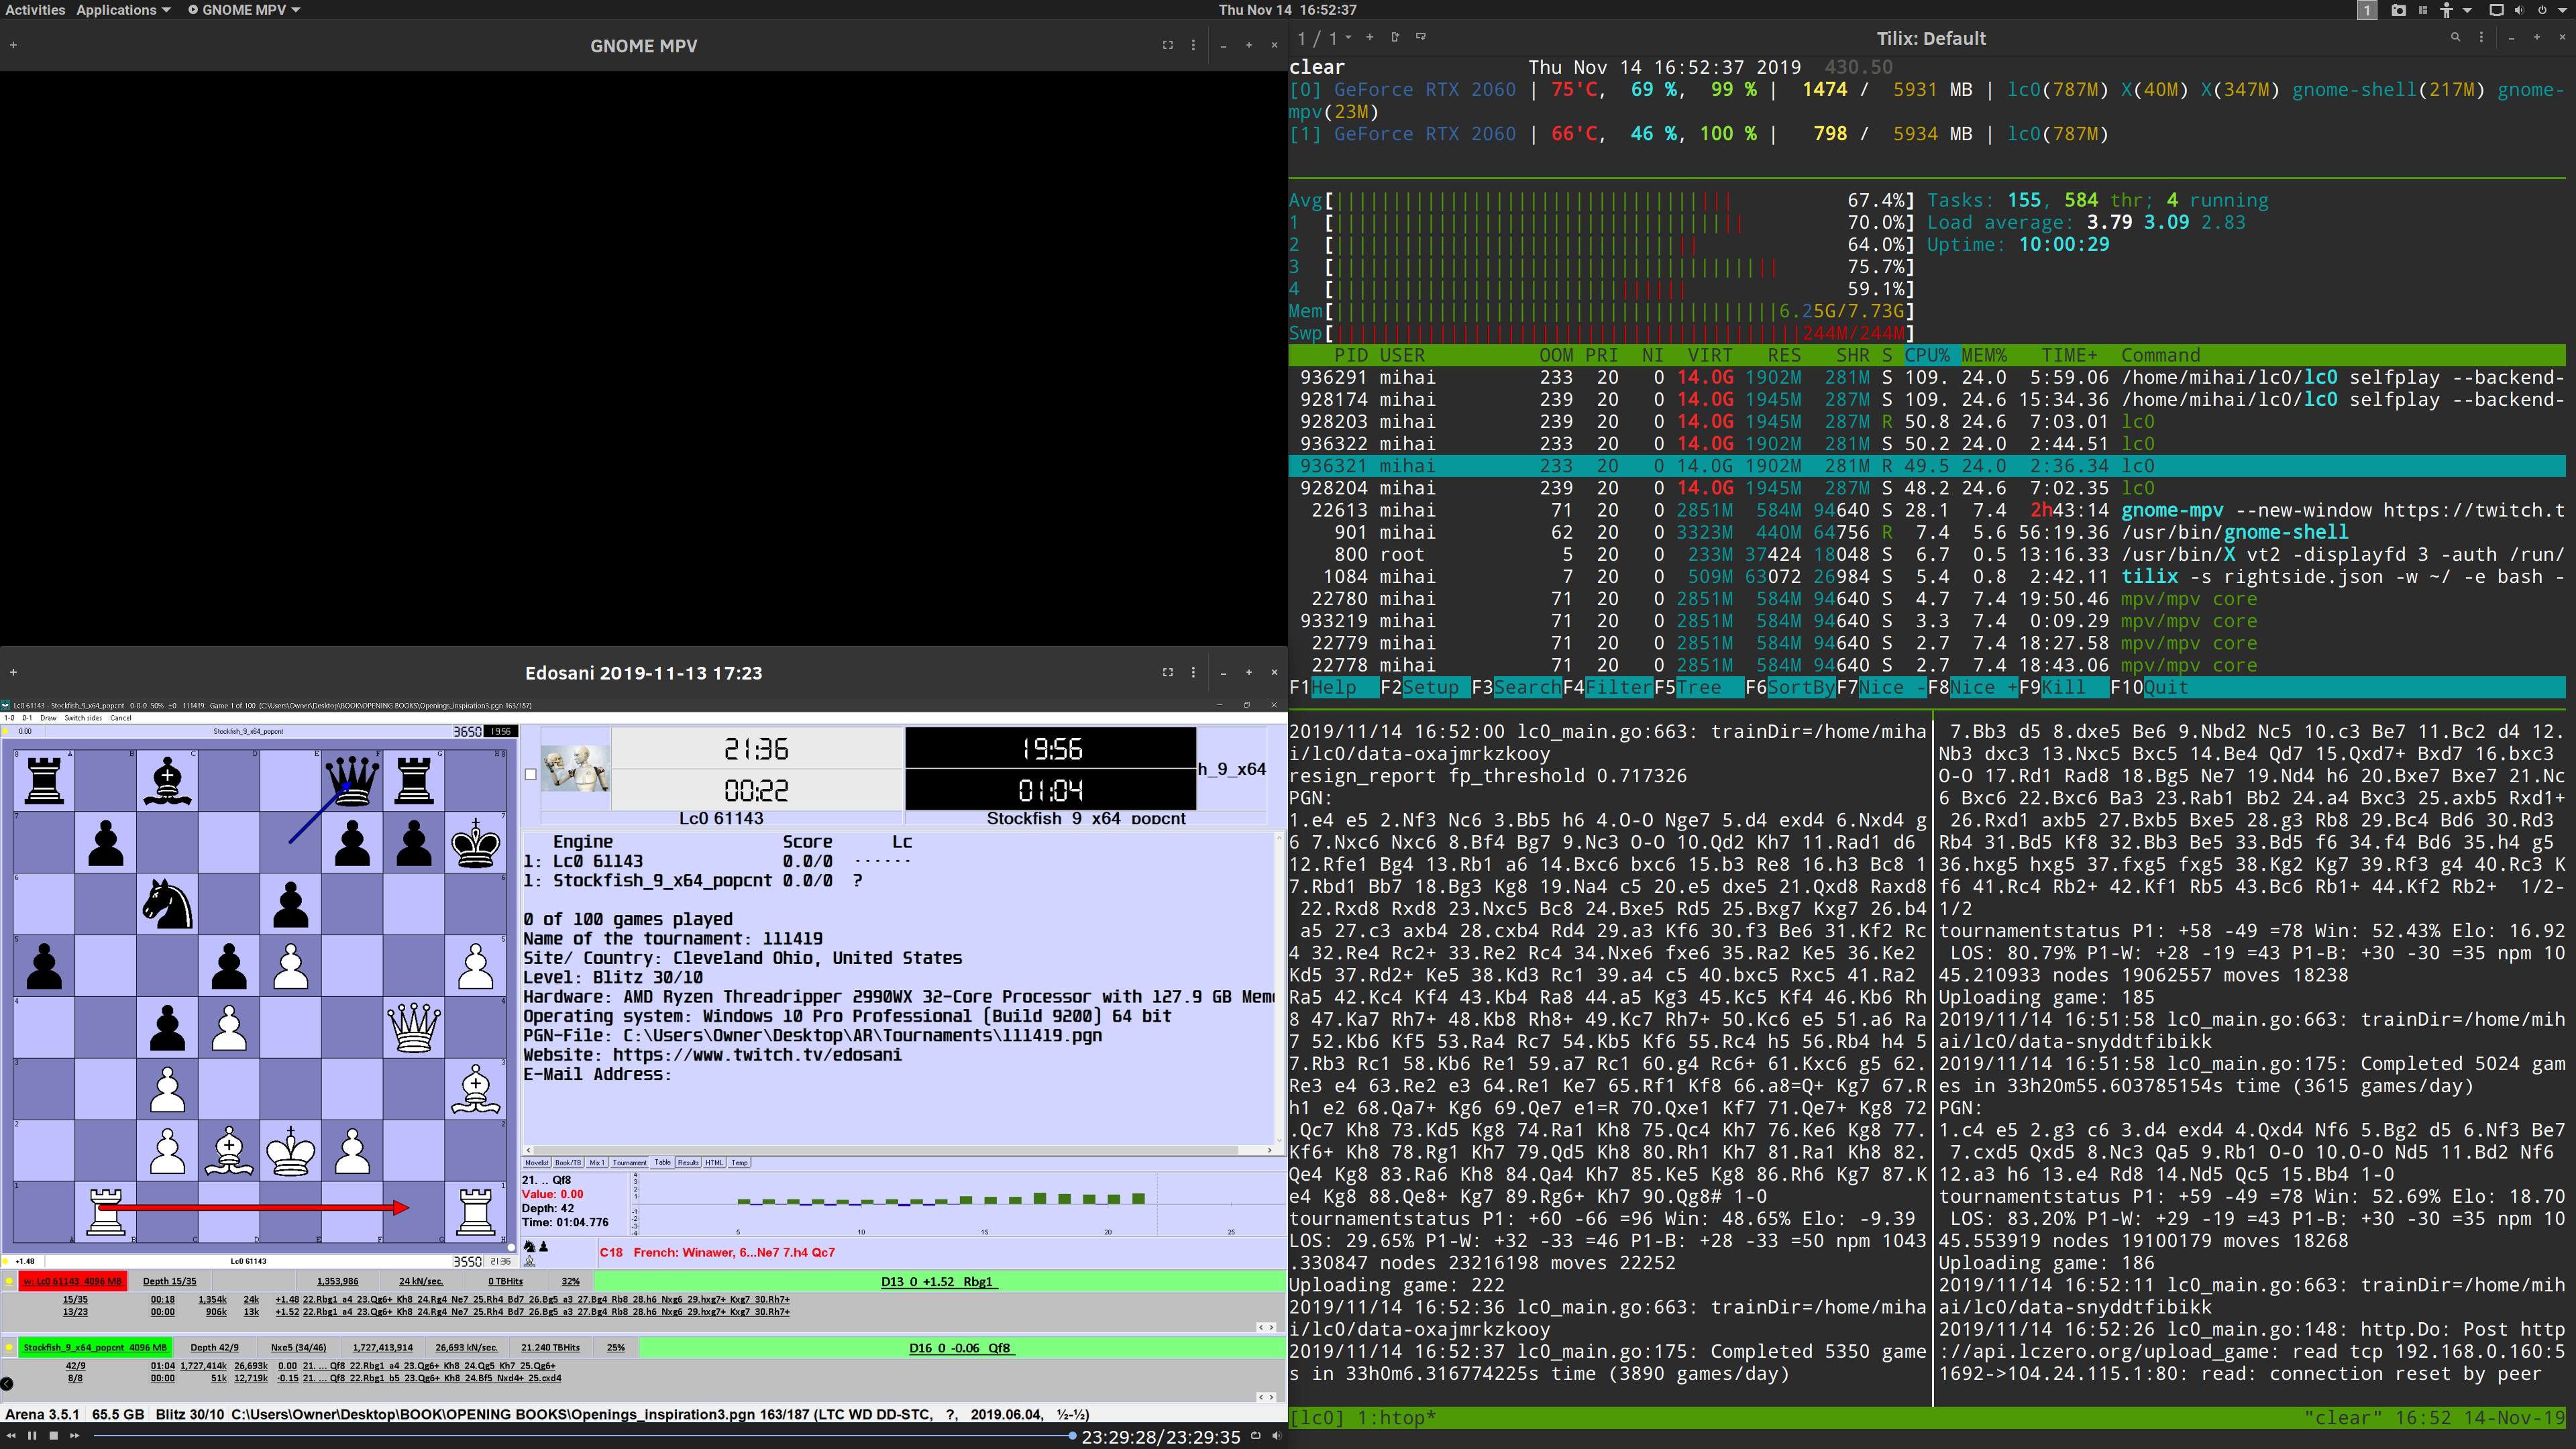 Activities Applications GNOME MPV Thu Nov 14 16:52:37 1
GNOME MPV
Edosani 2019-11-13 17:23
Lc0 61143 - Stockfish_9_x64_popcnt 0-0-0 50% ±0 111419: Game 1 of 100 (C:\Users\Owner\Desktop\BOOK\OPENING BOOKS\Openings_inspiration3.pgn 163/187)
1-0 0-1 Draw Switch sides Cancel
0.00 Stockfish_9_x64_popcnt 3650 19:56
21:36 19:56
h_9_x64
00:22 01:04
Lc0 61143 Stockfish_9_x64_popcnt
Engine Score Lc
1: Lc0 61143 0.0/0 ······
1: Stockfish_9_x64_popcnt 0.0/0 ?
0 of 100 games played
Name of the tournament: 111419
Site/ Country: Cleveland Ohio, United States
Level: Blitz 30/10
Hardware: AMD Ryzen Threadripper 2990WX 32-Core Processor with 127.9 GB Mem
Operating system: Windows 10 Pro Professional (Build 9200) 64 bit
PGN-File: C:\Users\Owner\Desktop\AR\Tournaments\111419.pgn
Website: https://www.twitch.tv/edosani
E-Mail Address:
Movelist Book/TB Mix 1 Tournament Table Results HTML Temp
21. .. Qf8
Value: 0.00
Depth: 42
Time: 01:04.776
5 10 15 20 25
C18 French: Winawer, 6...Ne7 7.h4 Qc7
+1.48 Lc0 61143 3550 21:36
w: Lc0 61143 4096 MB Depth 15/35 1,353,986 24 kN/sec. 0 TBHits 32% D13 0 +1.52 Rbg1
15/35 00:18 1,354k 24k +1.48 22.Rbg1 a4 23.Qg6+ Kh8 24.Rg4 Ne7 25.Rh4 Bd7 26.Bg5 a3 27.Bg4 Rb8 28.h6 Nxg6 29.hxg7+ Kxg7 30.Rh7+
13/23 00:00 906k 13k +1.52 22.Rbg1 a4 23.Qg6+ Kh8 24.Rg4 Ne7 25.Rh4 Bd7 26.Bg5 a3 27.Bg4 Rb8 28.h6 Nxg6 29.hxg7+ Kxg7 30.Rh7+
Stockfish_9_x64_popcnt 4096 MB Depth 42/9 Nxe5 (34/46) 1,727,413,914 26,693 kN/sec. 21.240 TBHits 25% D16 0 -0.06 Qf8
42/9 01:04 1,727,414k 26,693k 0.00 21. ... Qf8 22.Rbg1 a4 23.Qg6+ Kh8 24.Qg5 Kh7 25.Qg6+
8/8 00:00 51k 12,719k -0.15 21. ... Qf8 22.Rbg1 b5 23.Qg6+ Kh8 24.Bf5 Nxd4+ 25.cxd4
Arena 3.5.1 65.5 GB Blitz 30/10 C:\Users\Owner\Desktop\BOOK\OPENING BOOKS\Openings_inspiration3.pgn 163/187 (LTC WD DD-STC, ?, 2019.06.04, ½-½)
23:29:28/23:29:35
1 / 1 Tilix: Default
clear Thu Nov 14 16:52:37 2019 430.50
[0] GeForce RTX 2060 | 75'C, 69 %, 99 % | 1474 / 5931 MB | lc0(787M) X(40M) X(347M) gnome-shell(217M) gnome-
mpv(23M)
[1] GeForce RTX 2060 | 66'C, 46 %, 100 % | 798 / 5934 MB | lc0(787M)
Avg[ 67.4%] Tasks: 155, 584 thr; 4 running
1 [ 70.0%] Load average: 3.79 3.09 2.83
2 [ 64.0%] Uptime: 10:00:29
3 [ 75.7%]
4 [ 59.1%]
Mem[ 6.25G/7.73G]
Swp[ 244M/244M]
PID USER OOM PRI NI VIRT RES SHR S CPU% MEM% TIME+ Command
936291 mihai 233 20 0 14.0G 1902M 281M S 109. 24.0 5:59.06 /home/mihai/lc0/lc0 selfplay --backend-
928174 mihai 239 20 0 14.0G 1945M 287M S 109. 24.6 15:34.36 /home/mihai/lc0/lc0 selfplay --backend-
928203 mihai 239 20 0 14.0G 1945M 287M R 50.8 24.6 7:03.01 lc0
936322 mihai 233 20 0 14.0G 1902M 281M S 50.2 24.0 2:44.51 lc0
936321 mihai 233 20 0 14.0G 1902M 281M R 49.5 24.0 2:36.34 lc0
928204 mihai 239 20 0 14.0G 1945M 287M S 48.2 24.6 7:02.35 lc0
22613 mihai 71 20 0 2851M 584M 94640 S 28.1 7.4 2h43:14 gnome-mpv --new-window https://twitch.t
901 mihai 62 20 0 3323M 440M 64756 R 7.4 5.6 56:19.36 /usr/bin/gnome-shell
800 root 5 20 0 233M 37424 18048 S 6.7 0.5 13:16.33 /usr/bin/X vt2 -displayfd 3 -auth /run/
1084 mihai 7 20 0 509M 63072 26984 S 5.4 0.8 2:42.11 tilix -s rightside.json -w ~/ -e bash -
22780 mihai 71 20 0 2851M 584M 94640 S 4.7 7.4 19:50.46 mpv/mpv core
933219 mihai 71 20 0 2851M 584M 94640 S 3.3 7.4 0:09.29 mpv/mpv core
22779 mihai 71 20 0 2851M 584M 94640 S 2.7 7.4 18:27.58 mpv/mpv core
22778 mihai 71 20 0 2851M 584M 94640 S 2.7 7.4 18:43.06 mpv/mpv core
F1Help F2Setup F3SearchF4FilterF5Tree F6SortByF7Nice -F8Nice +F9Kill F10Quit
2019/11/14 16:52:00 lc0_main.go:663: trainDir=/home/miha
i/lc0/data-oxajmrkzkooy
resign_report fp_threshold 0.717326
PGN:
1.e4 e5 2.Nf3 Nc6 3.Bb5 h6 4.O-O Nge7 5.d4 exd4 6.Nxd4 g
6 7.Nxc6 Nxc6 8.Bf4 Bg7 9.Nc3 O-O 10.Qd2 Kh7 11.Rad1 d6
12.Rfe1 Bg4 13.Rb1 a6 14.Bxc6 bxc6 15.b3 Re8 16.h3 Bc8 1
7.Rbd1 Bb7 18.Bg3 Kg8 19.Na4 c5 20.e5 dxe5 21.Qxd8 Raxd8
22.Rxd8 Rxd8 23.Nxc5 Bc8 24.Bxe5 Rd5 25.Bxg7 Kxg7 26.b4
a5 27.c3 axb4 28.cxb4 Rd4 29.a3 Kf6 30.f3 Be6 31.Kf2 Rc
4 32.Re4 Rc2+ 33.Re2 Rc4 34.Nxe6 fxe6 35.Ra2 Ke5 36.Ke2
Kd5 37.Rd2+ Ke5 38.Kd3 Rc1 39.a4 c5 40.bxc5 Rxc5 41.Ra2
Ra5 42.Kc4 Kf4 43.Kb4 Ra8 44.a5 Kg3 45.Kc5 Kf4 46.Kb6 Rh
8 47.Ka7 Rh7+ 48.Kb8 Rh8+ 49.Kc7 Rh7+ 50.Kc6 e5 51.a6 Ra
7 52.Kb6 Kf5 53.Ra4 Rc7 54.Kb5 Kf6 55.Rc4 h5 56.Rb4 h4 5
7.Rb3 Rc1 58.Kb6 Re1 59.a7 Rc1 60.g4 Rc6+ 61.Kxc6 g5 62.
Re3 e4 63.Re2 e3 64.Re1 Ke7 65.Rf1 Kf8 66.a8=Q+ Kg7 67.R
h1 e2 68.Qa7+ Kg6 69.Qe7 e1=R 70.Qxe1 Kf7 71.Qe7+ Kg8 72
.Qc7 Kh8 73.Kd5 Kg8 74.Ra1 Kh8 75.Qc4 Kh7 76.Ke6 Kg8 77.
Kf6+ Kh8 78.Rg1 Kh7 79.Qd5 Kh8 80.Rh1 Kh7 81.Ra1 Kh8 82.
Qe4 Kg8 83.Ra6 Kh8 84.Qa4 Kh7 85.Ke5 Kg8 86.Rh6 Kg7 87.K
e4 Kg8 88.Qe8+ Kg7 89.Rg6+ Kh7 90.Qg8# 1-0
tournamentstatus P1: +60 -66 =96 Win: 48.65% Elo: -9.39
LOS: 29.65% P1-W: +32 -33 =46 P1-B: +28 -33 =50 npm 1043
.330847 nodes 23216198 moves 22252
Uploading game: 222
2019/11/14 16:52:36 lc0_main.go:663: trainDir=/home/miha
i/lc0/data-oxajmrkzkooy
2019/11/14 16:52:37 lc0_main.go:175: Completed 5350 game
s in 33h0m6.316774225s time (3890 games/day)
7.Bb3 d5 8.dxe5 Be6 9.Nbd2 Nc5 10.c3 Be7 11.Bc2 d4 12.
Nb3 dxc3 13.Nxc5 Bxc5 14.Be4 Qd7 15.Qxd7+ Bxd7 16.bxc3
O-O 17.Rd1 Rad8 18.Bg5 Ne7 19.Nd4 h6 20.Bxe7 Bxe7 21.Nc
6 Bxc6 22.Bxc6 Ba3 23.Rab1 Bb2 24.a4 Bxc3 25.axb5 Rxd1+
26.Rxd1 axb5 27.Bxb5 Bxe5 28.g3 Rb8 29.Bc4 Bd6 30.Rd3
Rb4 31.Bd5 Kf8 32.Bb3 Be5 33.Bd5 f6 34.f4 Bd6 35.h4 g5
36.hxg5 hxg5 37.fxg5 fxg5 38.Kg2 Kg7 39.Rf3 g4 40.Rc3 K
f6 41.Rc4 Rb2+ 42.Kf1 Rb5 43.Bc6 Rb1+ 44.Kf2 Rb2+ 1/2-
1/2
tournamentstatus P1: +58 -49 =78 Win: 52.43% Elo: 16.92
LOS: 80.79% P1-W: +28 -19 =43 P1-B: +30 -30 =35 npm 10
45.210933 nodes 19062557 moves 18238
Uploading game: 185
2019/11/14 16:51:58 lc0_main.go:663: trainDir=/home/mih
ai/lc0/data-snyddtfibikk
2019/11/14 16:51:58 lc0_main.go:175: Completed 5024 gam
es in 33h20m55.603785154s time (3615 games/day)
PGN:
1.c4 e5 2.g3 c6 3.d4 exd4 4.Qxd4 Nf6 5.Bg2 d5 6.Nf3 Be7
7.cxd5 Qxd5 8.Nc3 Qa5 9.Rb1 O-O 10.O-O Nd5 11.Bd2 Nf6
12.a3 h6 13.e4 Rd8 14.Nd5 Qc5 15.Bb4 1-0
tournamentstatus P1: +59 -49 =78 Win: 52.69% Elo: 18.70
LOS: 83.20% P1-W: +29 -19 =43 P1-B: +30 -30 =35 npm 10
45.553919 nodes 19100179 moves 18268
Uploading game: 186
2019/11/14 16:52:11 lc0_main.go:663: trainDir=/home/mih
ai/lc0/data-snyddtfibikk
2019/11/14 16:52:26 lc0_main.go:148: http.Do: Post http
://api.lczero.org/upload_game: read tcp 192.168.0.160:5
1692->104.24.115.1:80: read: connection reset by peer
[lc0] 1:htop* "clear" 16:52 14-Nov-19